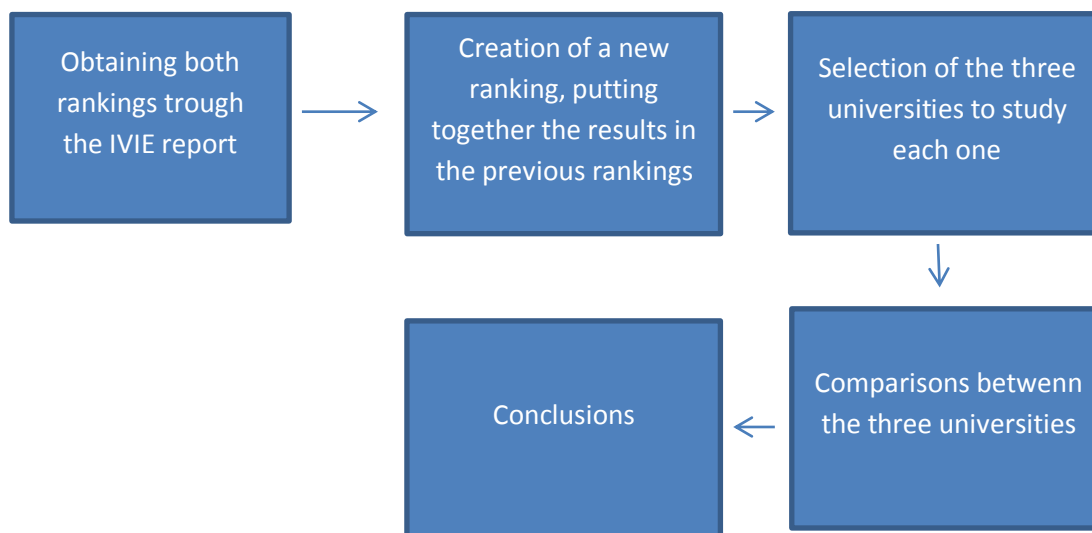 Obtaining both
rankings trough
the IVIE report
Creation of a new
ranking, putting
together the results in
the previous rankings
Selection of the three
universities to study
each one
Comparisons betwenn
the three universities
Conclusions